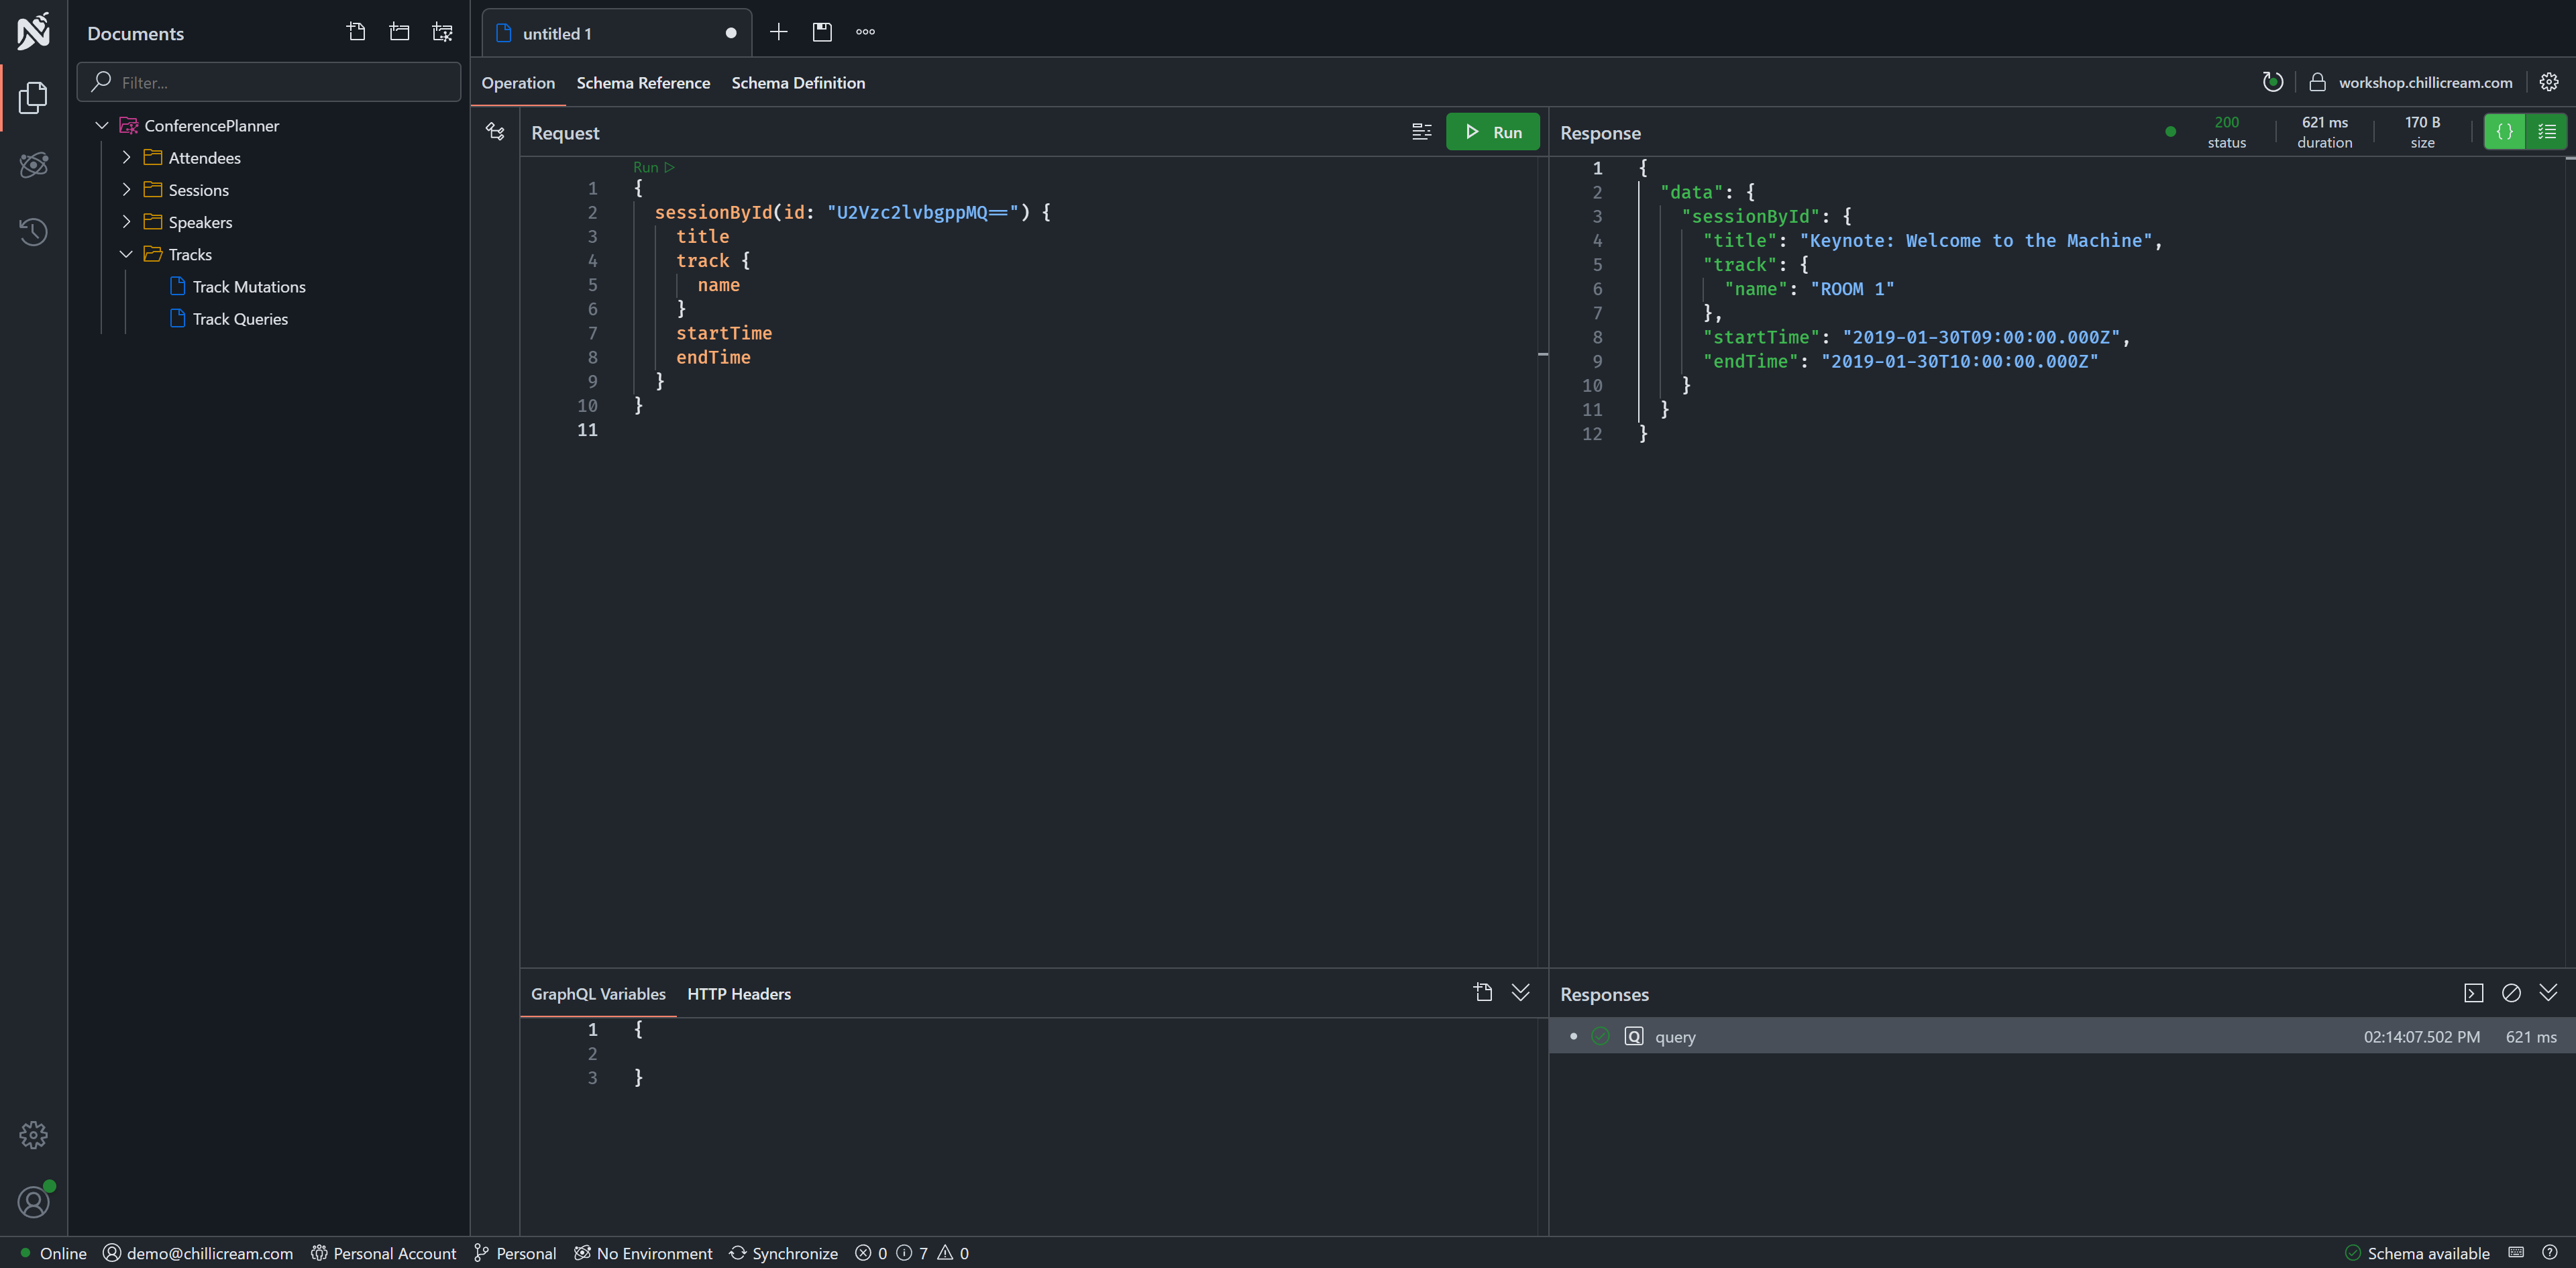 Documents
Filter...
ConferencePlanner
Attendees
Sessions
Speakers
Tracks
Track Mutations
Track Queries
untitled 1
Operation Schema Reference Schema Definition
workshop.chillicream.com
Request
Run
Run
1 {
2 sessionById(id: "U2Vzc2lvbgppMQ==") {
3 title
4 track {
5 name
6 }
7 startTime
8 endTime
9 }
10 }
11
Response
200 status
621 ms duration
170 B size
{ }
1 {
2 "data": {
3 "sessionById": {
4 "title": "Keynote: Welcome to the Machine",
5 "track": {
6 "name": "ROOM 1"
7 },
8 "startTime": "2019-01-30T09:00:00.000Z",
9 "endTime": "2019-01-30T10:00:00.000Z"
10 }
11 }
12 }
GraphQL Variables HTTP Headers
1 {
2
3 }
Responses
Q query 02:14:07.502 PM 621 ms
Online demo@chillicream.com Personal Account Personal No Environment Synchronize 0 7 0 Schema available